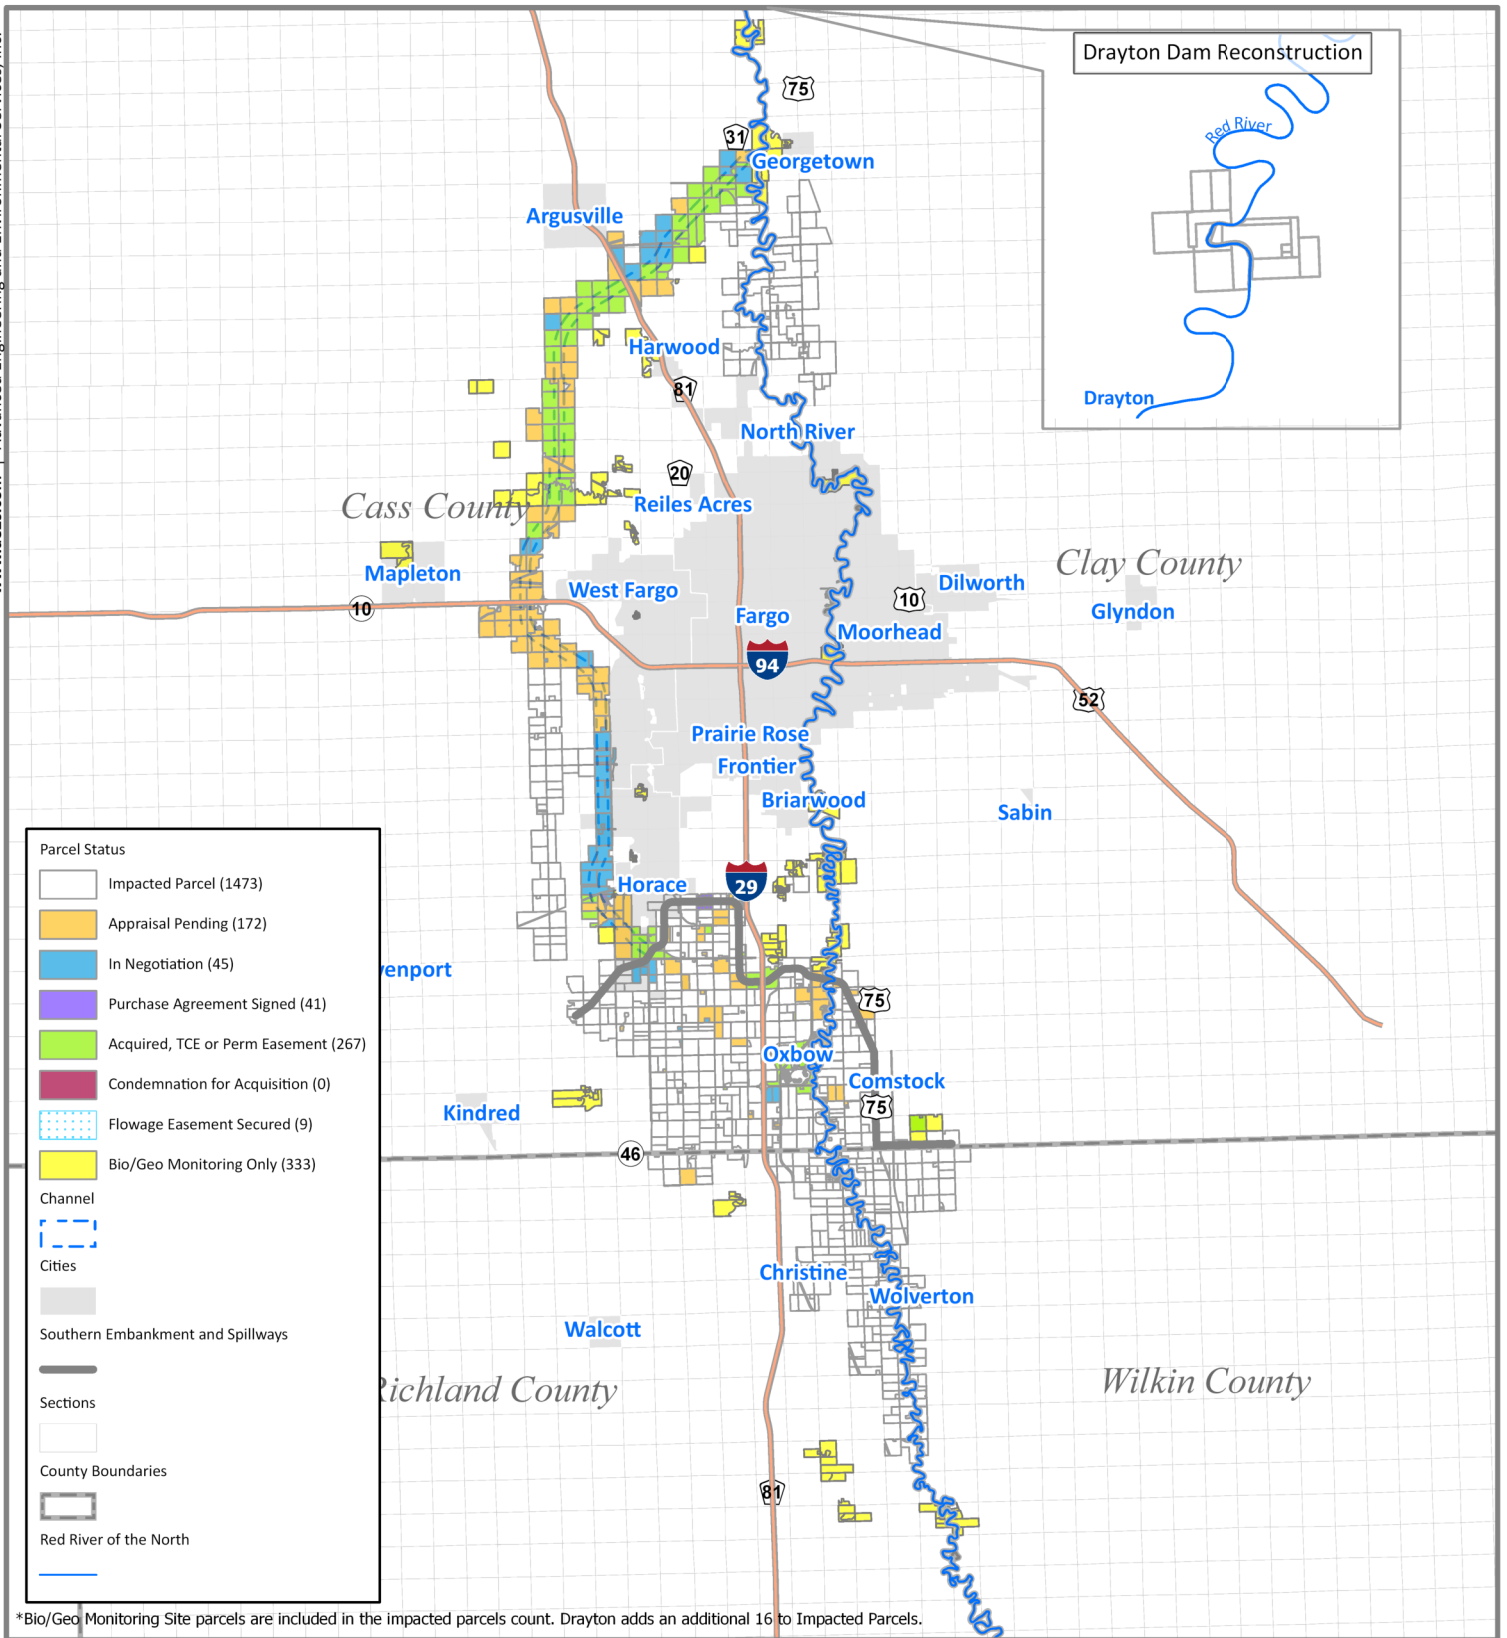 Drayton Dam Reconstruction
Red River
Drayton
75
31
Georgetown
Argusville
Harwood
81
North River
20
Reiles Acres
Cass County
Clay County
Mapleton
West Fargo
Dilworth
10
10
Glyndon
Fargo
Moorhead
94
52
Prairie Rose
Frontier
Briarwood
Sabin
Horace
29
venport
75
Oxbow
Comstock
75
Kindred
46
Christine
Wolverton
Walcott
Richland County
Wilkin County
81
Parcel Status
Impacted Parcel (1473)
Appraisal Pending (172)
In Negotiation (45)
Purchase Agreement Signed (41)
Acquired, TCE or Perm Easement (267)
Condemnation for Acquisition (0)
Flowage Easement Secured (9)
Bio/Geo Monitoring Only (333)
Channel
Cities
Southern Embankment and Spillways
Sections
County Boundaries
Red River of the North
*Bio/Geo Monitoring Site parcels are included in the impacted parcels count. Drayton adds an additional 16 to Impacted Parcels.